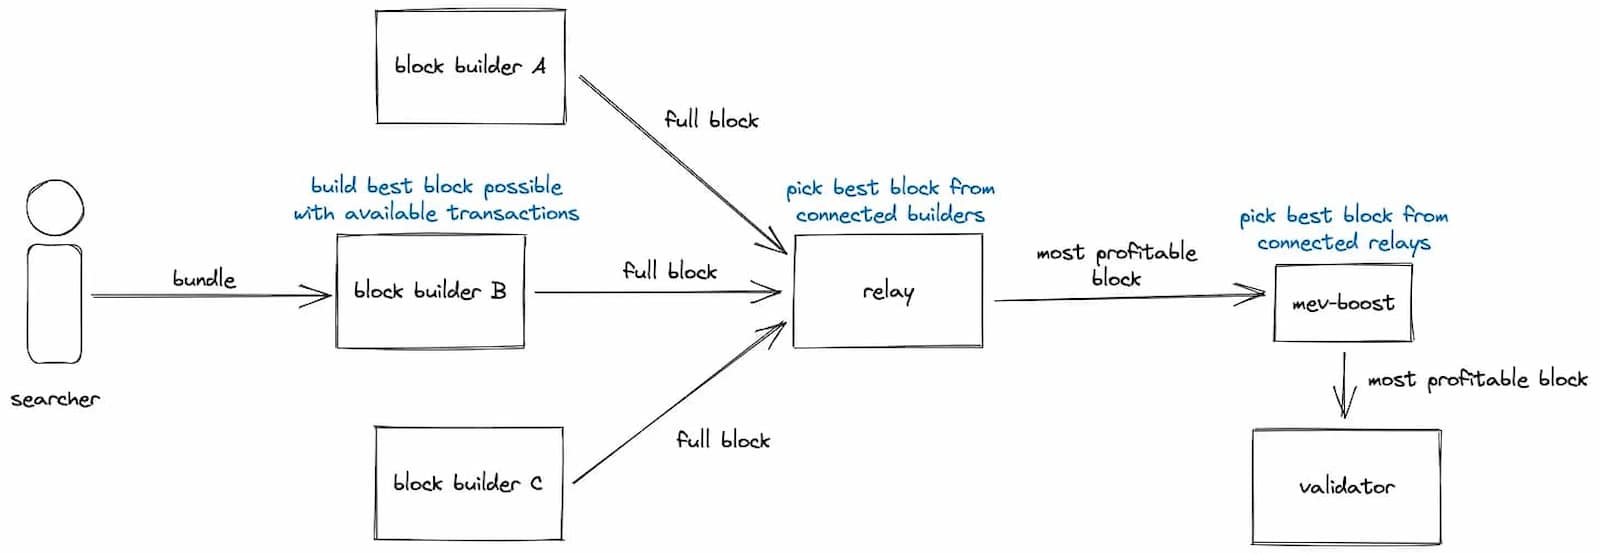 block builder A
full block
build best block possible
with available transactions
pick best block from
connected builders
pick best block from
connected relays
bundle
block builder B
full block
relay
most profitable
block
mev-boost
searcher
most profitable block
full block
block builder C
validator